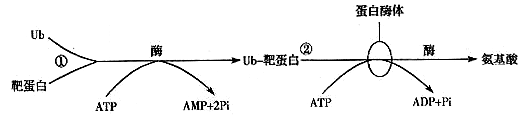 蛋白酶体
Ub ① 酶 Ub-靶蛋白 ② 酶 氨基酸
靶蛋白
ATP AMP+2Pi ATP ADP+Pi